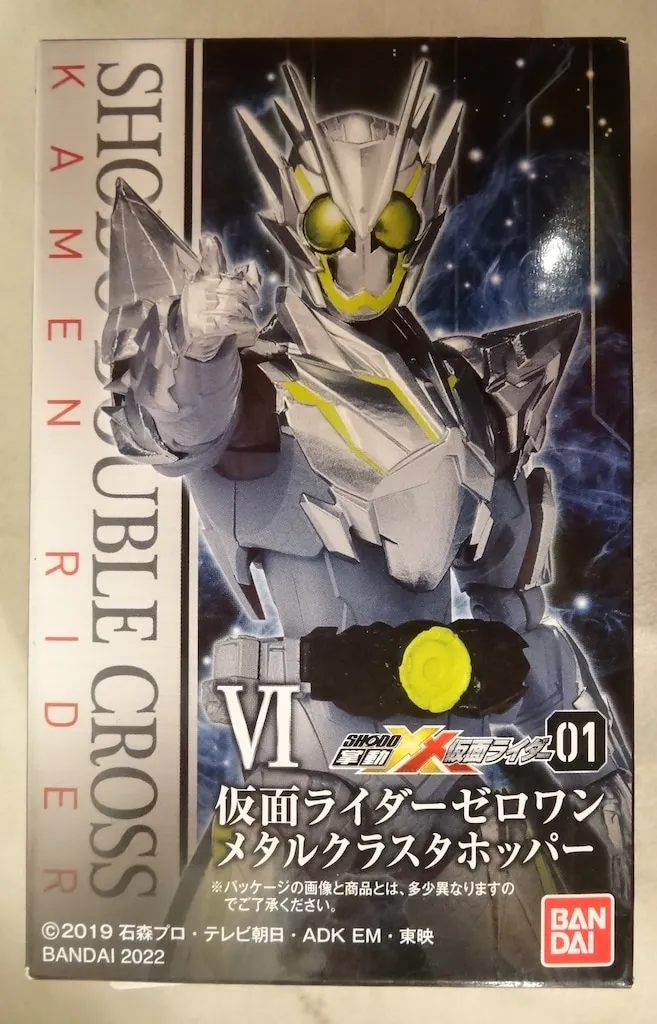 SHODO DOUBLE CROSS
KAMEN RIDER
VI
SHODO
掌動
XX
仮面ライダー
01
仮面ライダーゼロワン
メタルクラスタホッパー
※パッケージの画像と商品とは、多少異なりますの
でご了承ください。
©2019 石森プロ・テレビ朝日・ADK EM・東映
BANDAI 2022
BAN
DAI